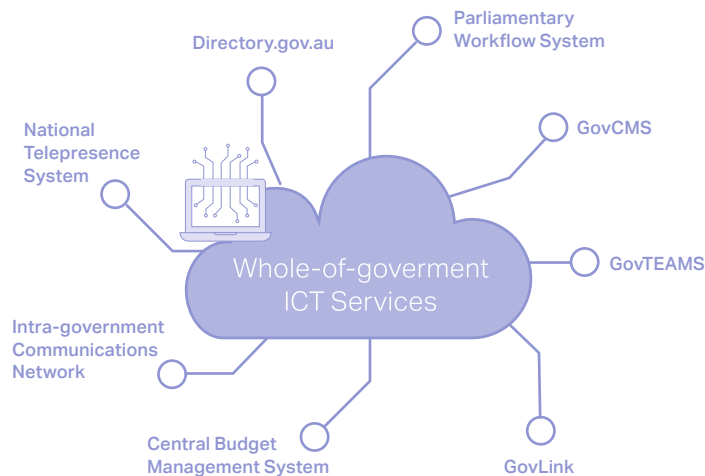 Parliamentary
Workflow System
Directory.gov.au
GovCMS
National
Telepresence
System
Whole-of-goverment
ICT Services
GovTEAMS
Intra-government
Communications
Network
Central Budget
Management System
GovLink